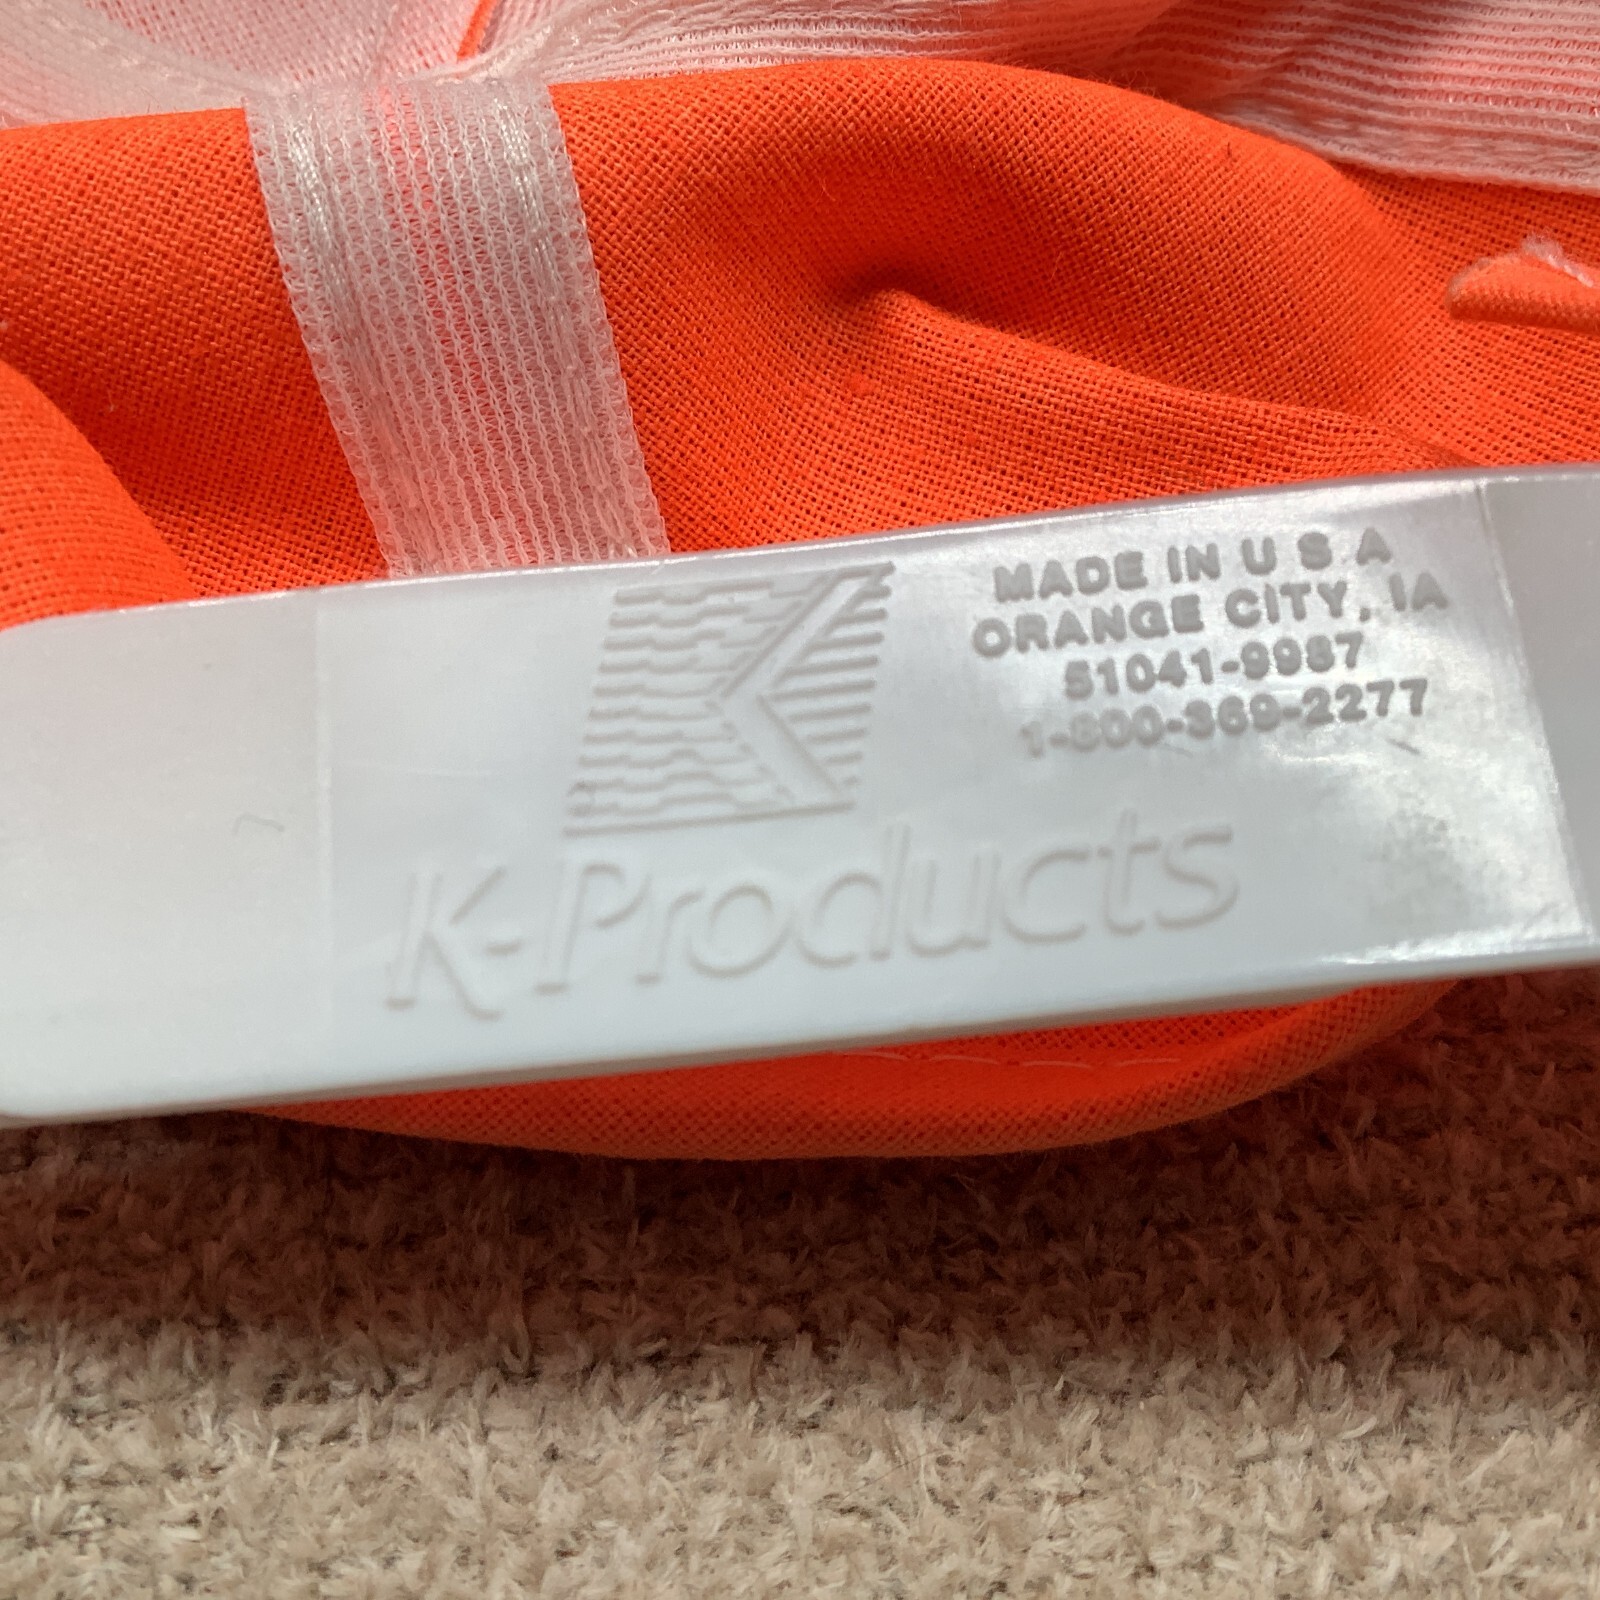 MADE IN U S A
ORANGE CITY, IA
51041-9987
1-800-369-2277
K-Products